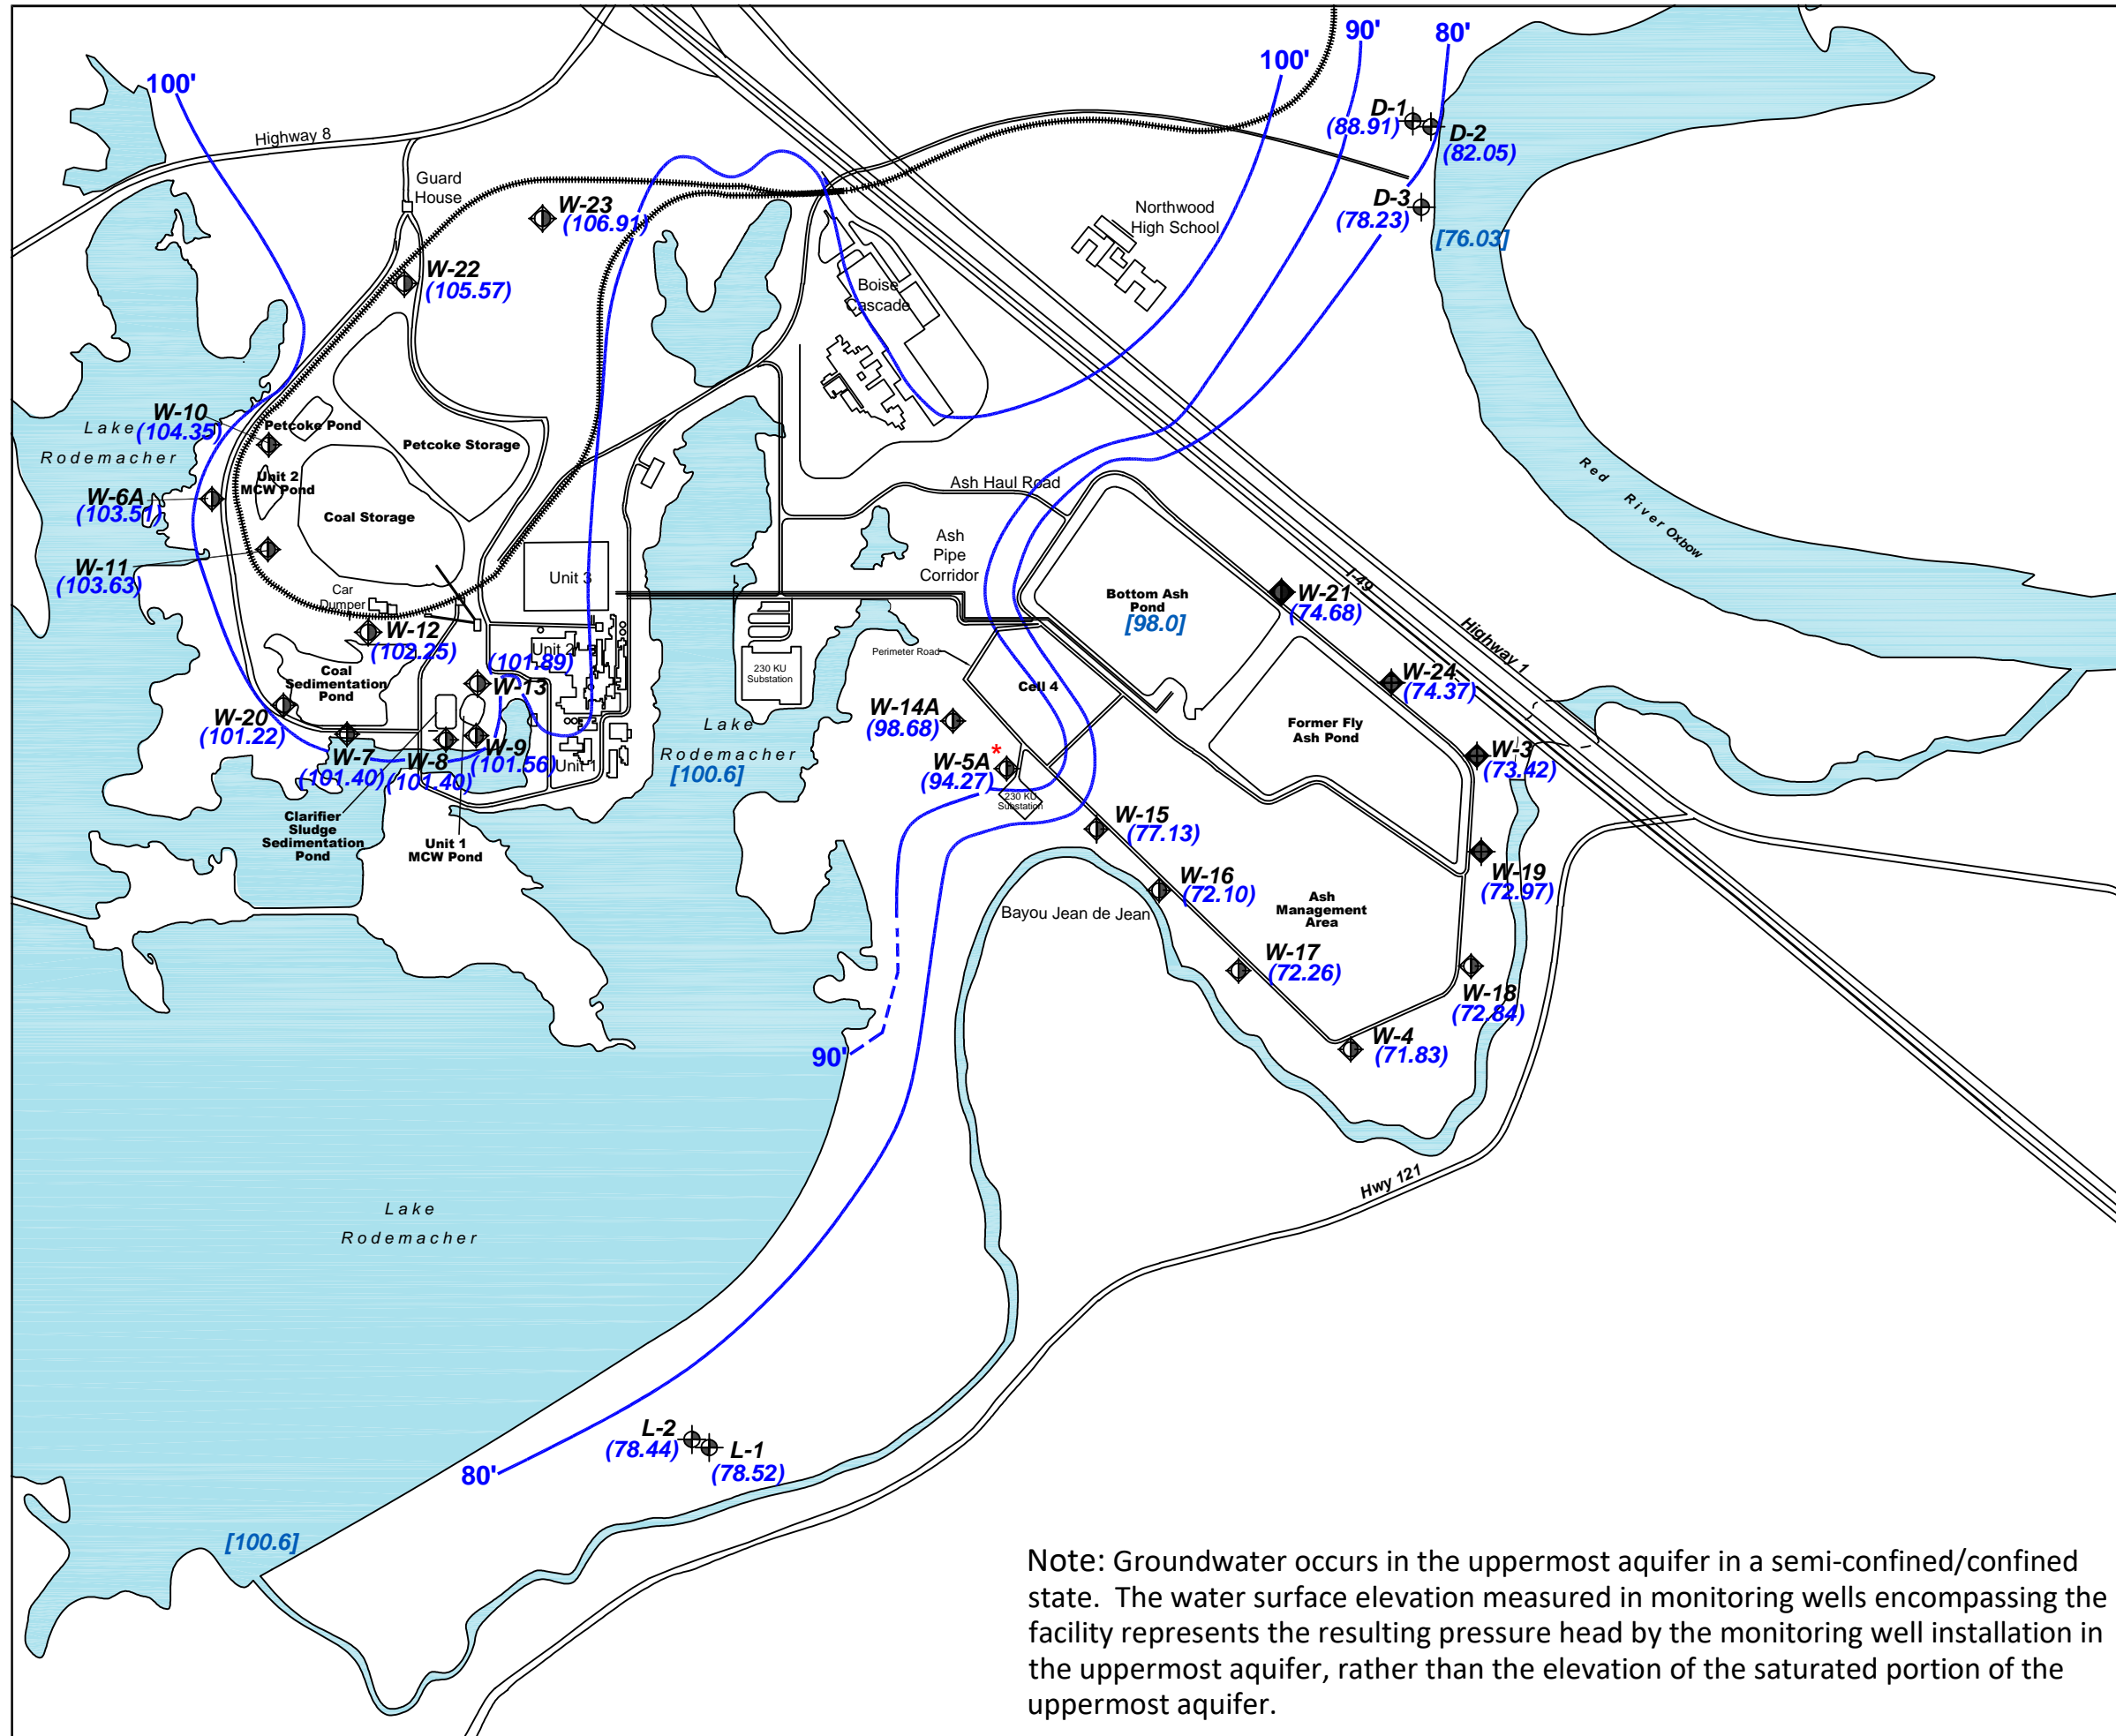 100'
90'
80'
100'
Highway 8
Guard
House
D-1
(88.91)
D-2
(82.05)
D-3
(78.23)
[76.03]
Northwood
High School
W-23
(106.91)
W-22
(105.57)
Boise
Cascade
W-10
(104.35)
Lake
Rodemacher
Petcoke Pond
Petcoke Storage
Unit 2
MCW Pond
W-6A
(103.51)
Coal Storage
W-11
(103.63)
Car
Dumper
Unit 3
W-12
(102.25)
Unit 2
(101.89)
W-13
Coal
Sedimentation
Pond
W-20
(101.22)
W-7
(101.40)
W-8
(101.40)
W-9
(101.56)
Unit 1
Clarifier
Sludge
Sedimentation
Pond
Unit 1
MCW Pond
Ash Haul Road
Ash
Pipe
Corridor
Red River Oxbow
I-49
Highway 1
Bottom Ash
Pond
[98.0]
W-21
(74.68)
Perimeter Road
230 KU
Substation
Cell 4
W-24
(74.37)
W-14A
(98.68)
Former Fly
Ash Pond
Lake
Rodemacher
[100.6]
W-5A*
(94.27)
230 KU
Substation
W-3
(73.42)
W-15
(77.13)
W-19
(72.97)
W-16
(72.10)
Bayou Jean de Jean
Ash
Management
Area
W-17
(72.26)
W-18
(72.84)
W-4
(71.83)
90'
Hwy 121
Lake
Rodemacher
L-2
(78.44)
L-1
(78.52)
80'
[100.6]
Note: Groundwater occurs in the uppermost aquifer in a semi-confined/confined
state. The water surface elevation measured in monitoring wells encompassing the
facility represents the resulting pressure head by the monitoring well installation in
the uppermost aquifer, rather than the elevation of the saturated portion of the
uppermost aquifer.